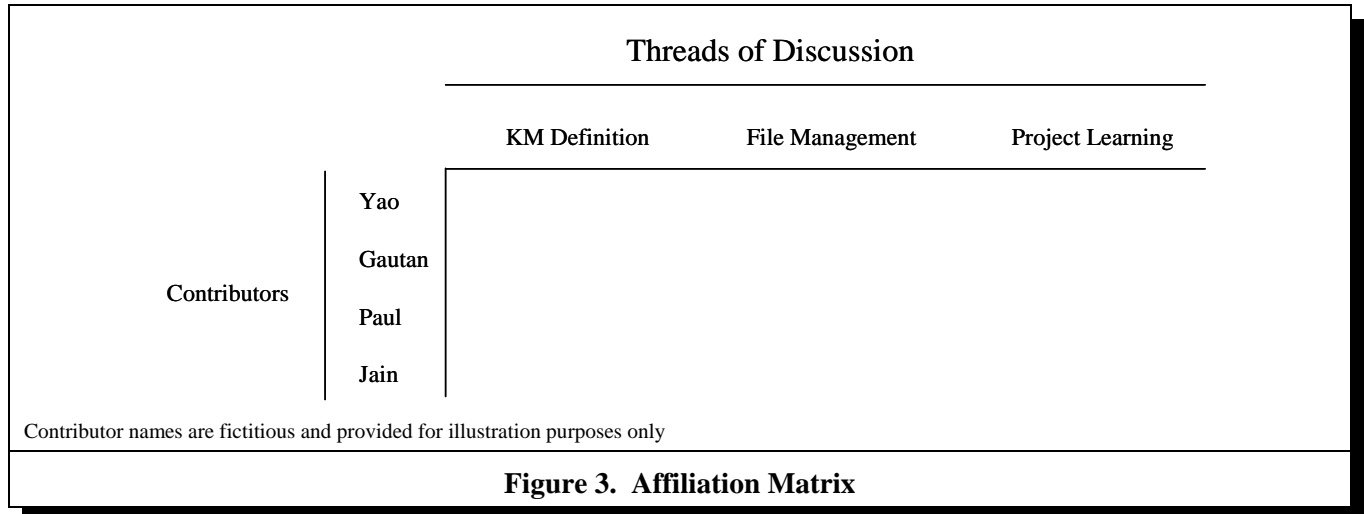 Threads of Discussion
KM Definition File Management Project Learning
Yao
Gautan
Contributors
Paul
Jain
Contributor names are fictitious and provided for illustration purposes only
Figure 3. Affiliation Matrix